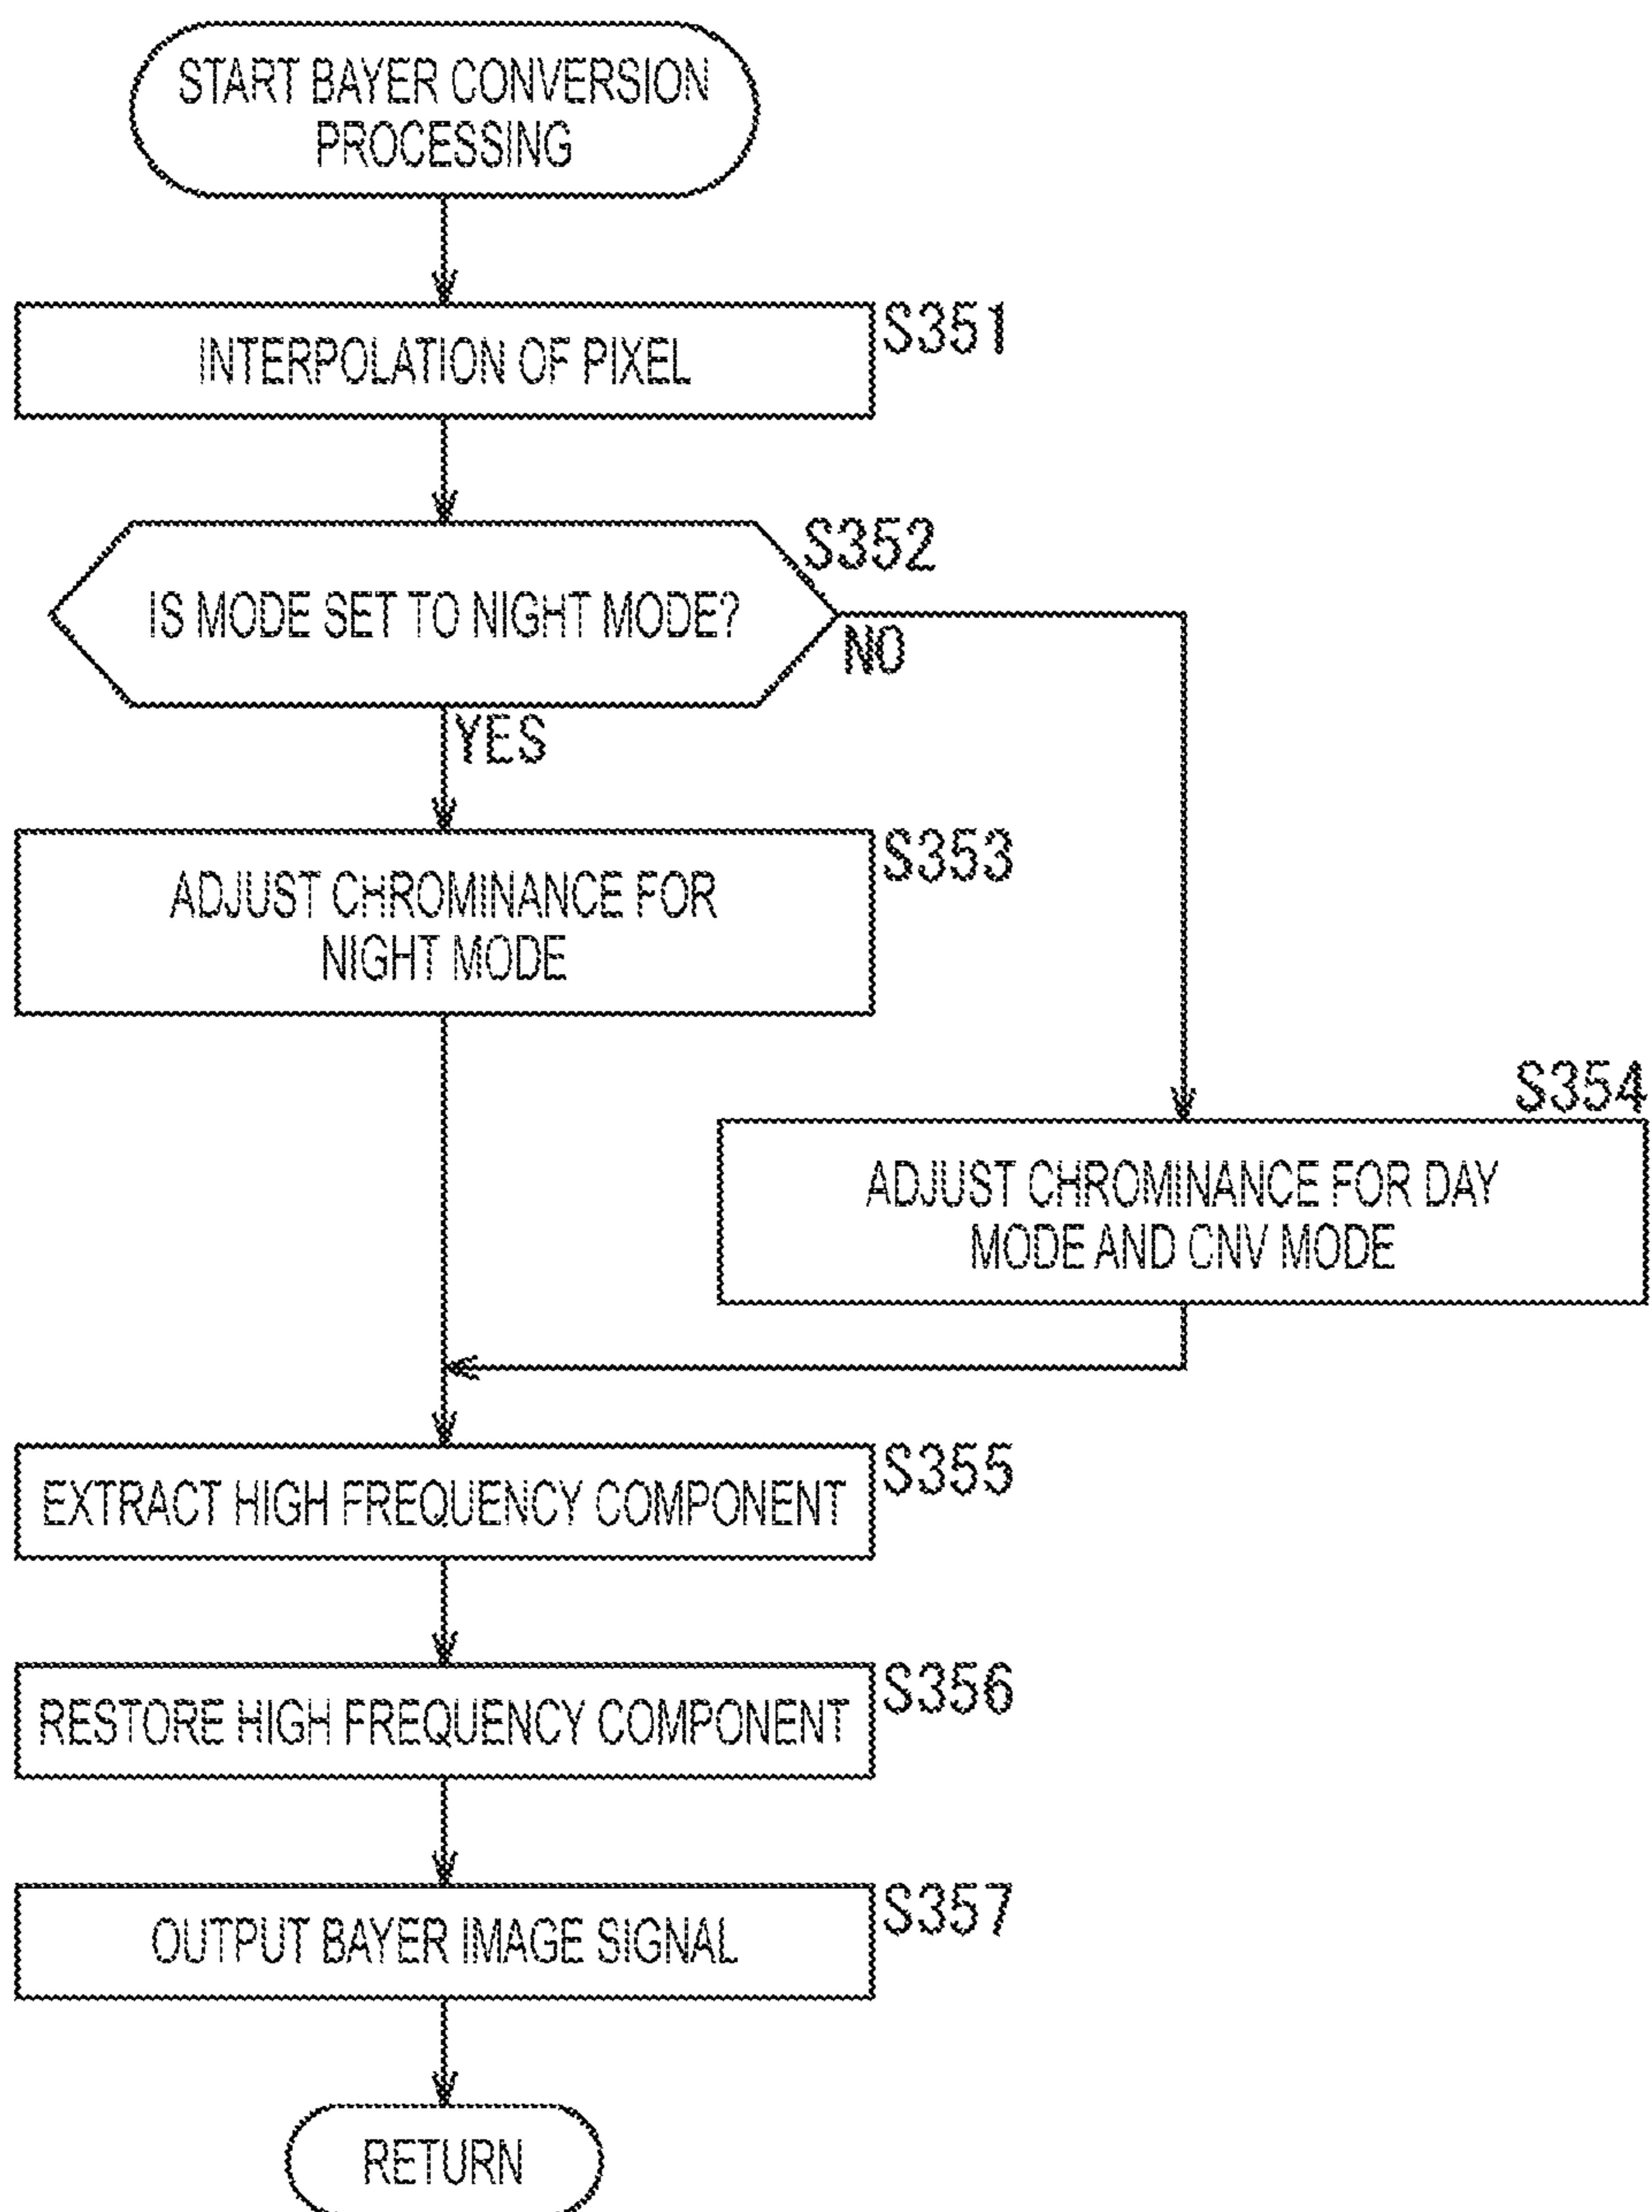 START BAYER CONVERSION
PROCESSING
INTERPOLATION OF PIXEL
S351
S352
IS MODE SET TO NIGHT MODE?
NO
YES
ADJUST CHROMINANCE FOR
NIGHT MODE
S353
S354
ADJUST CHROMINANCE FOR DAY
MODE AND CNV MODE
EXTRACT HIGH FREQUENCY COMPONENT
S355
RESTORE HIGH FREQUENCY COMPONENT
S356
OUTPUT BAYER IMAGE SIGNAL
S357
RETURN